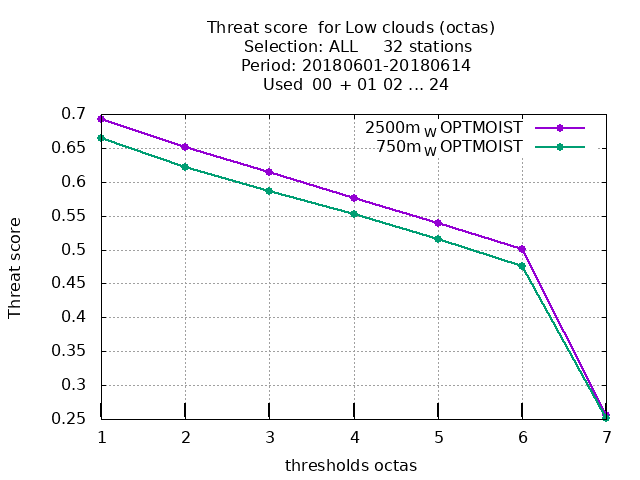 Threat score  for Low clouds (octas)
Selection: ALL     32 stations
Period: 20180601-20180614
Used  00  + 01 02 ... 24
0.7
2500m W OPTMOIST
750m W OPTMOIST
0.65
0.6
0.55
0.5
0.45
0.4
0.35
0.3
0.25
Threat score
1 2 3 4 5 6 7
thresholds octas